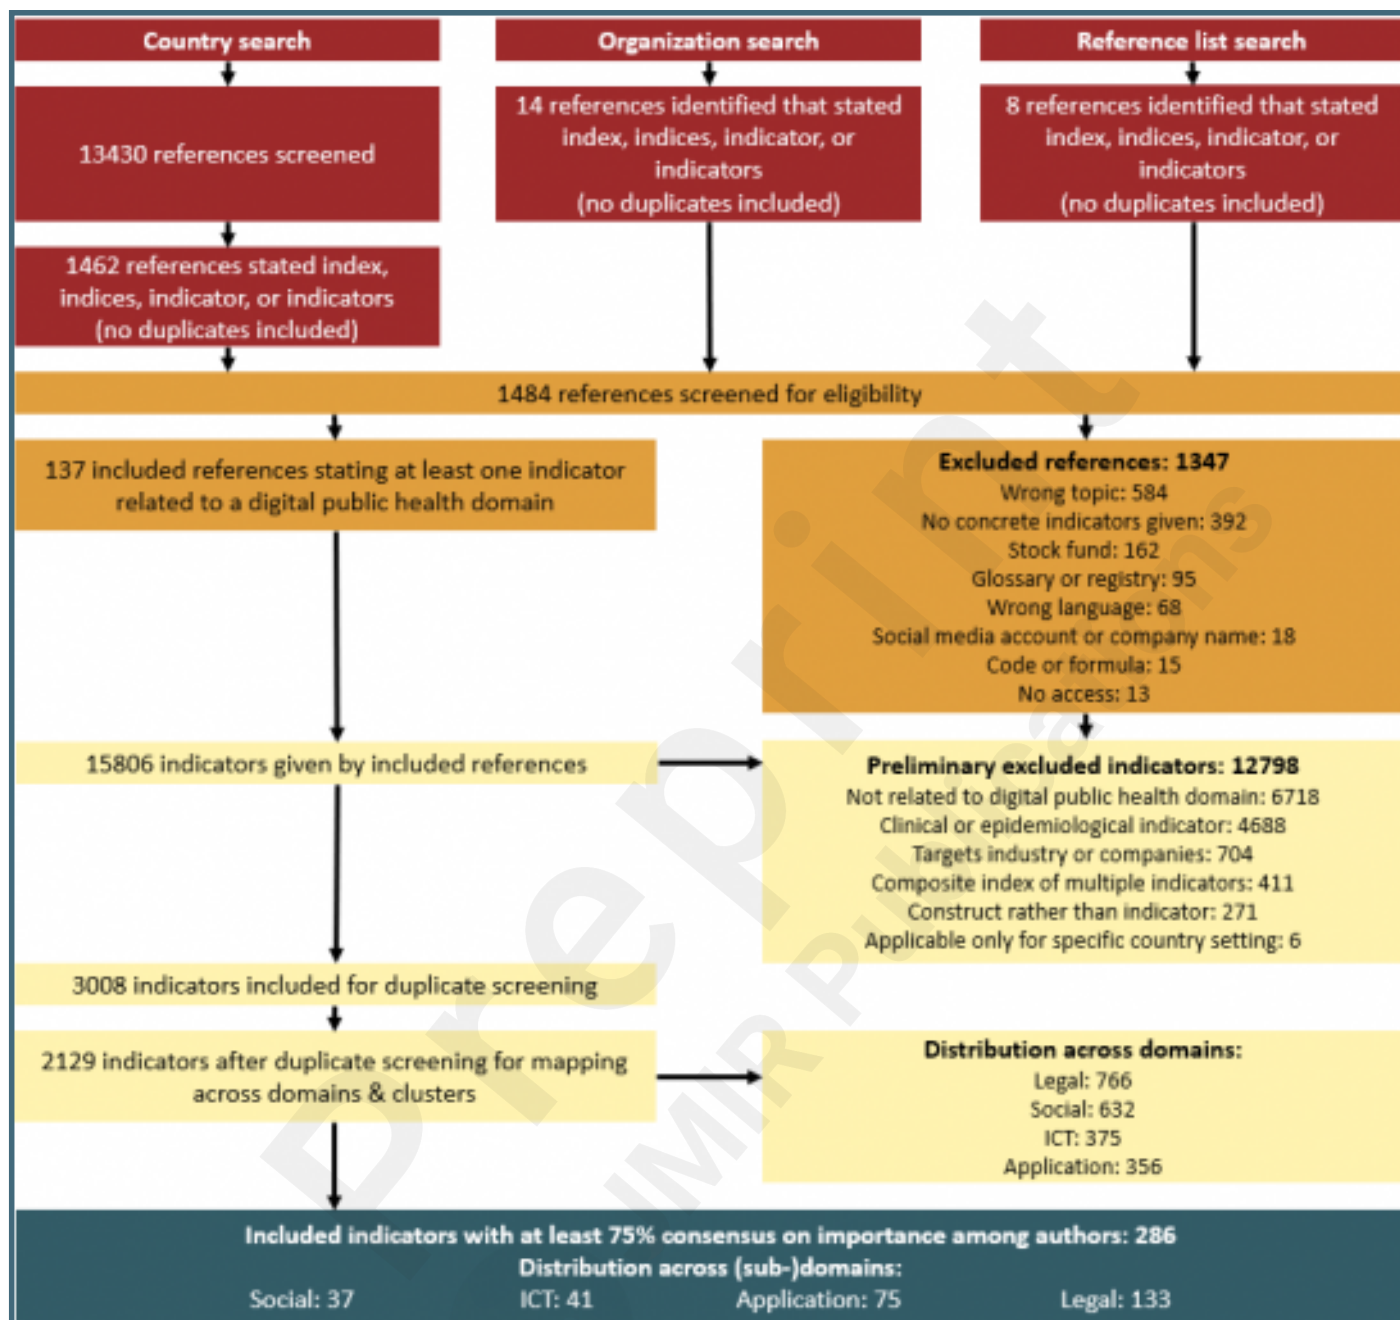 Country search
Organization search
Reference list search
13430 references screened
14 references identified that stated
index, indices, indicator, or
indicators
(no duplicates included)
8 references identified that stated
index, indices, indicator, or
indicators
(no duplicates included)
1462 references stated index,
indices, indicator, or indicators
(no duplicates included)
1484 references screened for eligibility
137 included references stating at least one indicator
related to a digital public health domain
Excluded references: 1347
Wrong topic: 584
No concrete indicators given: 392
Stock fund: 162
Glossary or registry: 95
Wrong language: 68
Social media account or company name: 18
Code or formula: 15
No access: 13
15806 indicators given by included references
Preliminary excluded indicators: 12798
Not related to digital public health domain: 6718
Clinical or epidemiological indicator: 4688
Targets industry or companies: 704
Composite index of multiple indicators: 411
Construct rather than indicator: 271
Applicable only for specific country setting: 6
3008 indicators included for duplicate screening
2129 indicators after duplicate screening for mapping
across domains & clusters
Distribution across domains:
Legal: 766
Social: 632
ICT: 375
Application: 356
Included indicators with at least 75% consensus on importance among authors: 286
Distribution across (sub-)domains:
Social: 37 ICT: 41 Application: 75 Legal: 133
Preprint
JMIR Publications